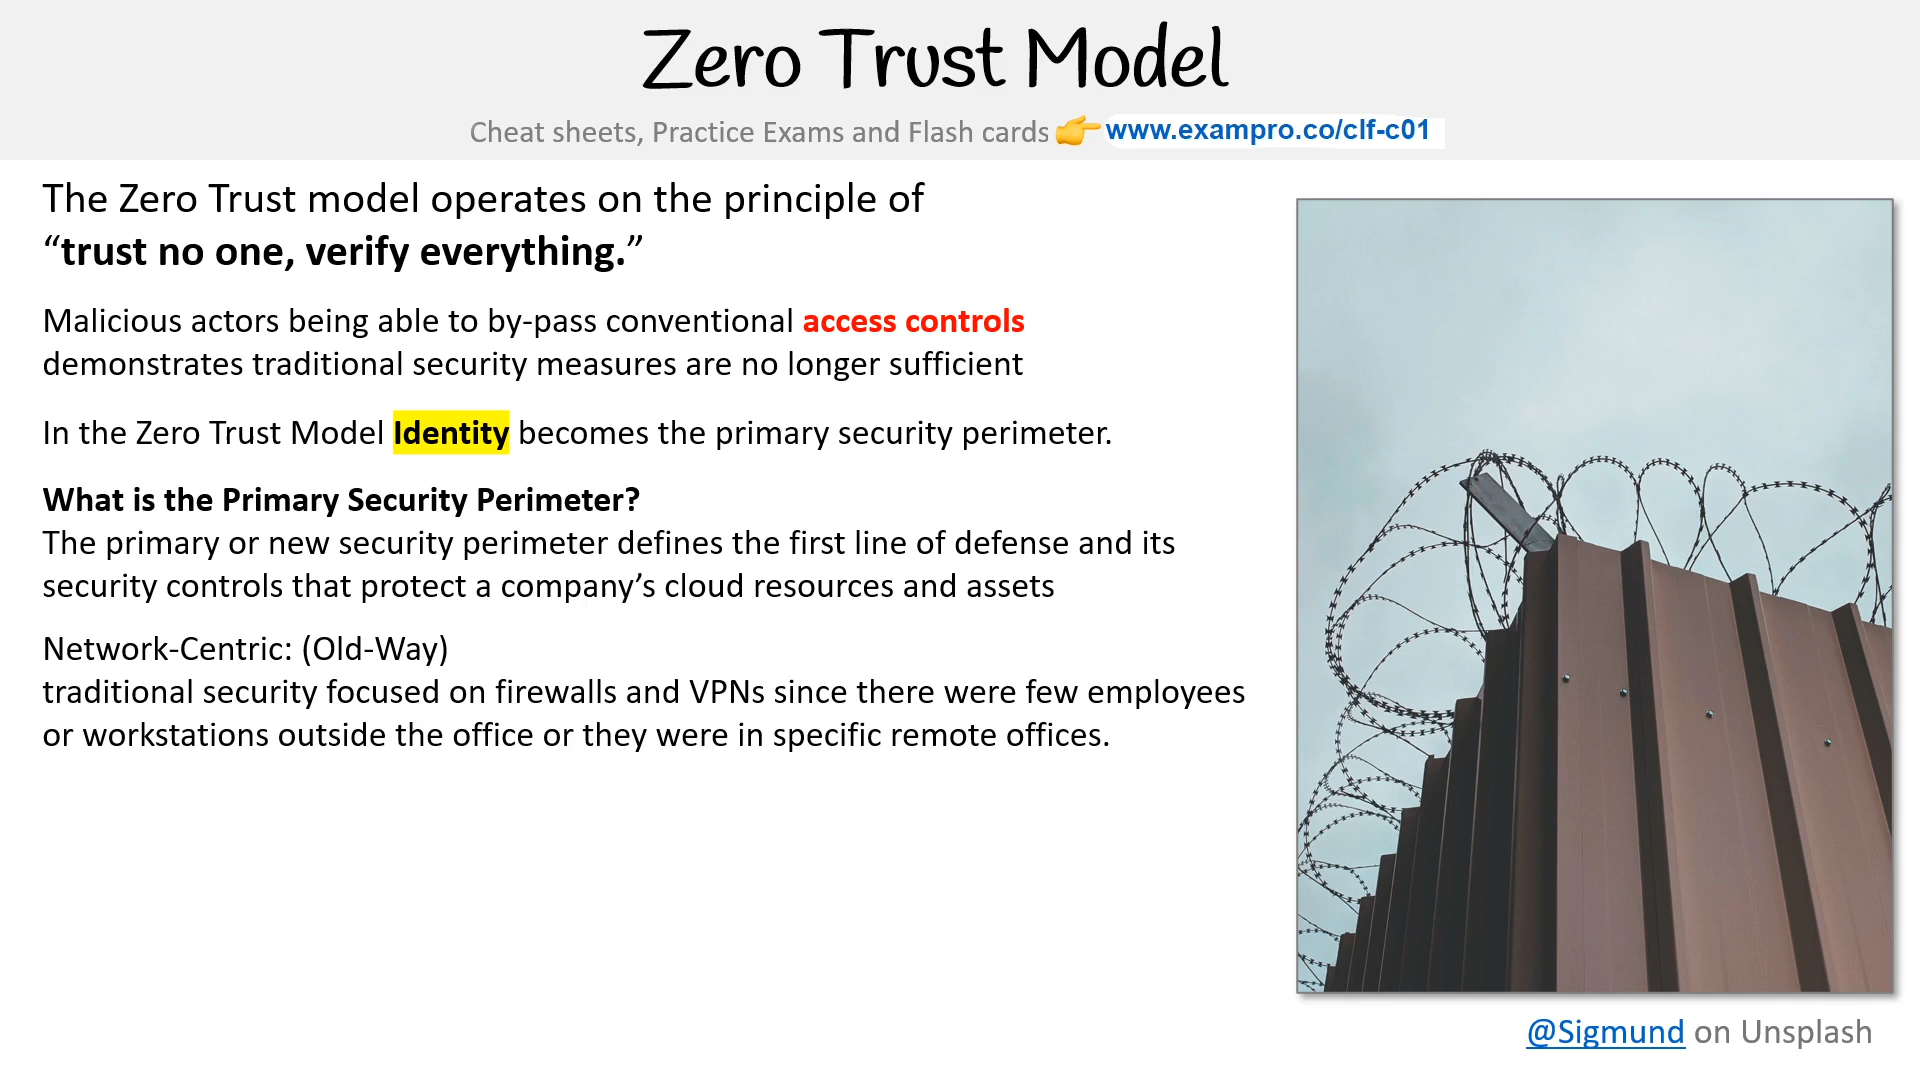 Zero Trust Model
Cheat sheets, Practice Exams and Flash cards 👉 www.exampro.co/clf-c01
The Zero Trust model operates on the principle of
“trust no one, verify everything.”
Malicious actors being able to by-pass conventional access controls
demonstrates traditional security measures are no longer sufficient
In the Zero Trust Model Identity becomes the primary security perimeter.
What is the Primary Security Perimeter?
The primary or new security perimeter defines the first line of defense and its
security controls that protect a company’s cloud resources and assets
Network-Centric: (Old-Way)
traditional security focused on firewalls and VPNs since there were few employees
or workstations outside the office or they were in specific remote offices.
@Sigmund on Unsplash